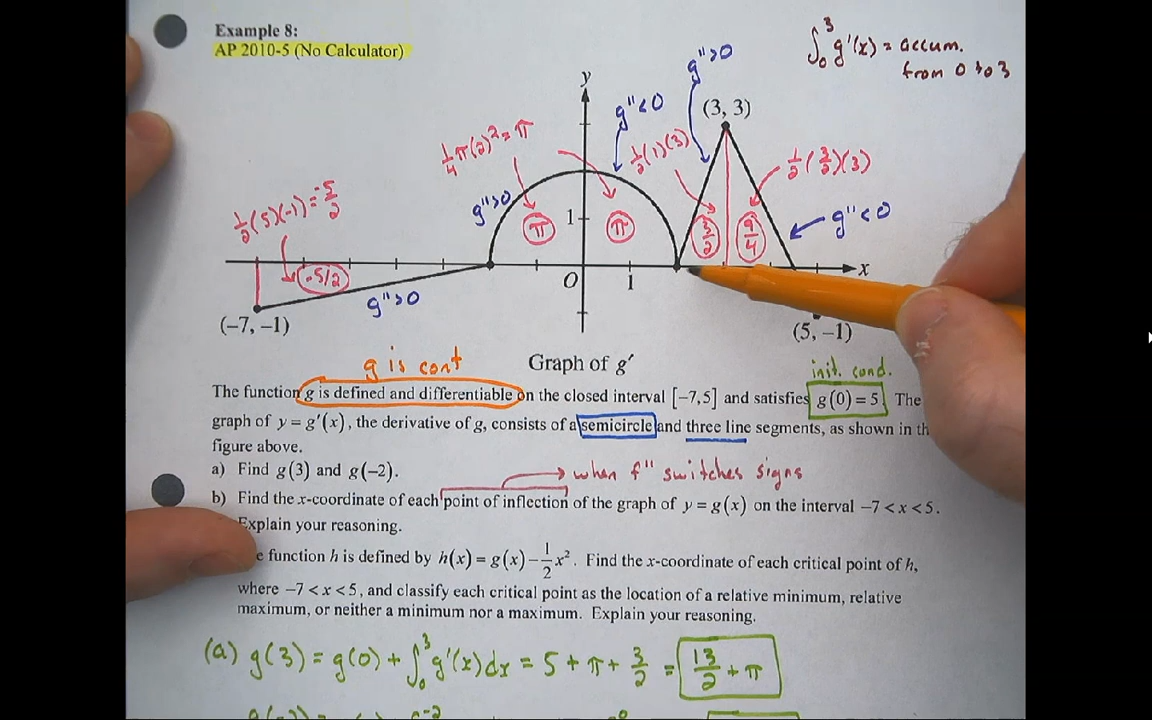 Example 8:
AP 2010-5 (No Calculator)
∫₀³ g'(x) = accum.
from 0 to 3
g''>0
y
(3, 3)
g''<0
¼π(2)²=π
½(1)(3)
½(3/2)(3)
½(5)(-1)=-5/2
g''>0
g''<0
π
1
π
3/2
9/4
-5/2
x
O
1
g''>0
(−7, −1)
(5, −1)
g is cont
Graph of g′
init. cond.
The function g is defined and differentiable on the closed interval [−7,5] and satisfies g(0) = 5. The
graph of y = g′(x), the derivative of g, consists of a semicircle and three line segments, as shown in th
figure above.
a) Find g(3) and g(−2).
when f'' switches signs
b) Find the x-coordinate of each point of inflection of the graph of y = g(x) on the interval −7 < x < 5.
Explain your reasoning.
e function h is defined by h(x) = g(x) − ½x². Find the x-coordinate of each critical point of h,
where −7 < x < 5, and classify each critical point as the location of a relative minimum, relative
maximum, or neither a minimum nor a maximum. Explain your reasoning.
(a) g(3) = g(0) + ∫₀³ g'(x)dx = 5 + π + 3/2 = 13/2 + π